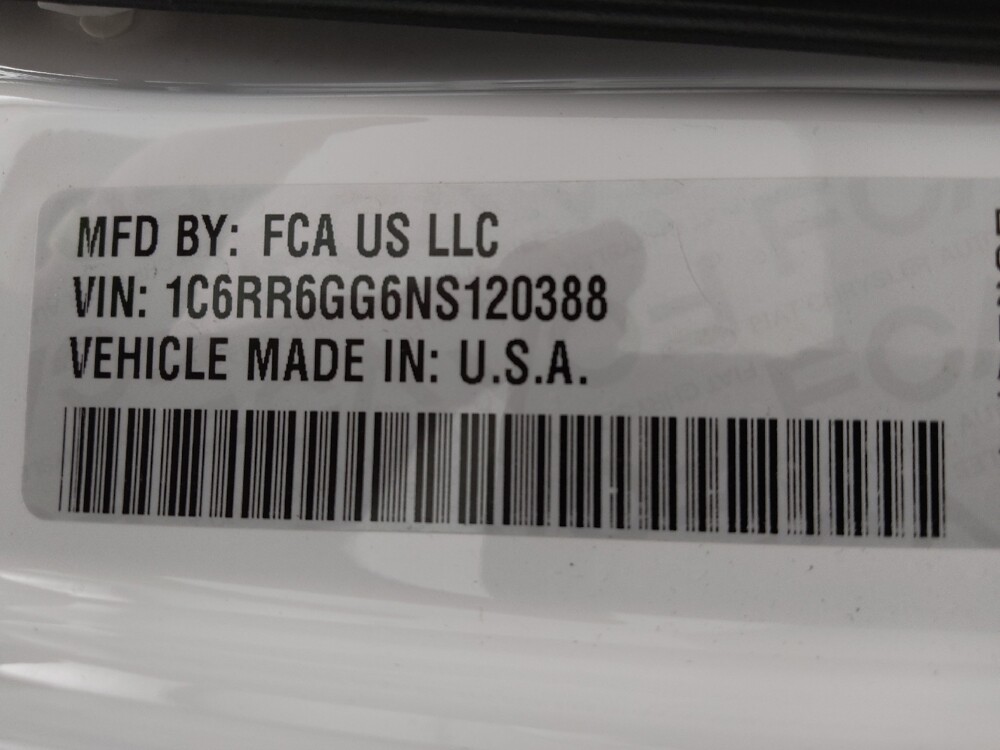 MFD BY: FCA US LLC
VIN: 1C6RR6GG6NS120388
VEHICLE MADE IN: U.S.A.